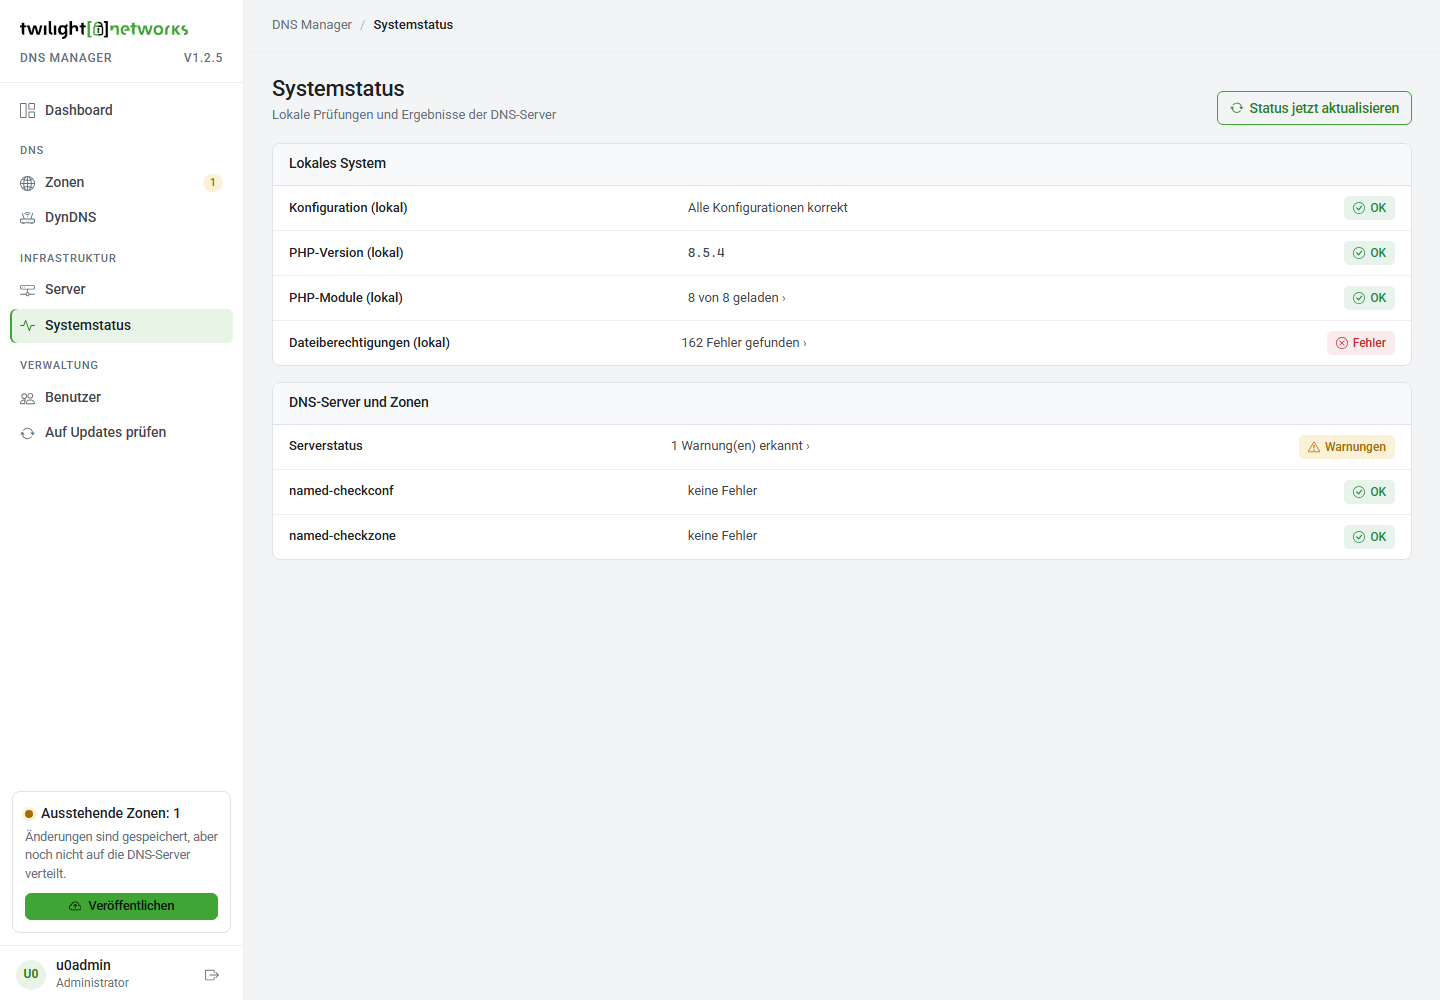 twilight[@]networks
DNS MANAGER V1.2.5
Dashboard
DNS
Zonen 1
DynDNS
INFRASTRUKTUR
Server
Systemstatus
VERWALTUNG
Benutzer
Auf Updates prüfen
Ausstehende Zonen: 1
Änderungen sind gespeichert, aber
noch nicht auf die DNS-Server
verteilt.
Veröffentlichen
U0
u0admin
Administrator
DNS Manager / Systemstatus
Systemstatus
Lokale Prüfungen und Ergebnisse der DNS-Server
Status jetzt aktualisieren
Lokales System
Konfiguration (lokal) Alle Konfigurationen korrekt OK
PHP-Version (lokal) 8.5.4 OK
PHP-Module (lokal) 8 von 8 geladen › OK
Dateiberechtigungen (lokal) 162 Fehler gefunden › Fehler
DNS-Server und Zonen
Serverstatus 1 Warnung(en) erkannt › Warnungen
named-checkconf keine Fehler OK
named-checkzone keine Fehler OK